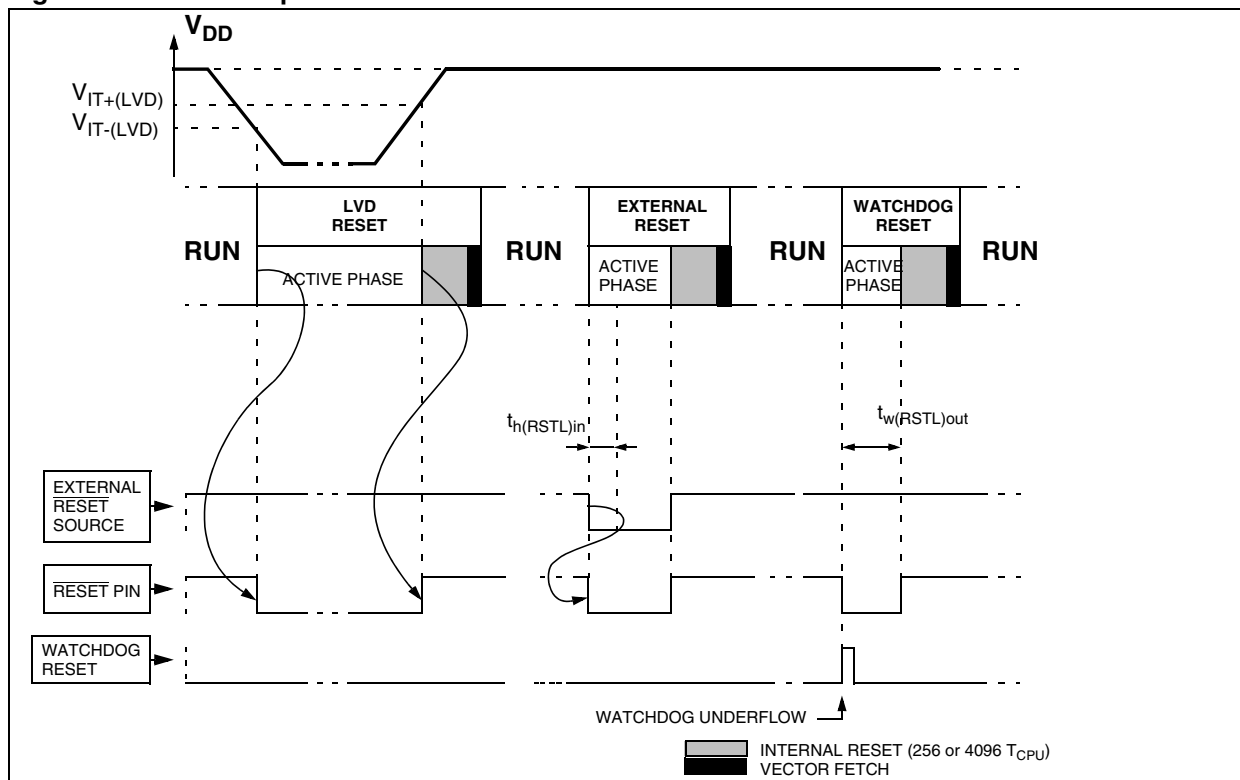 V_DD
V_IT+(LVD)
V_IT-(LVD)
LVD
RESET
EXTERNAL
RESET
WATCHDOG
RESET
RUN
RUN
RUN
RUN
ACTIVE PHASE
ACTIVE
PHASE
ACTIVE
PHASE
t_h(RSTL)in
t_w(RSTL)out
EXTERNAL
RESET
SOURCE
RESET PIN
WATCHDOG
RESET
WATCHDOG UNDERFLOW
INTERNAL RESET (256 or 4096 T_CPU)
VECTOR FETCH